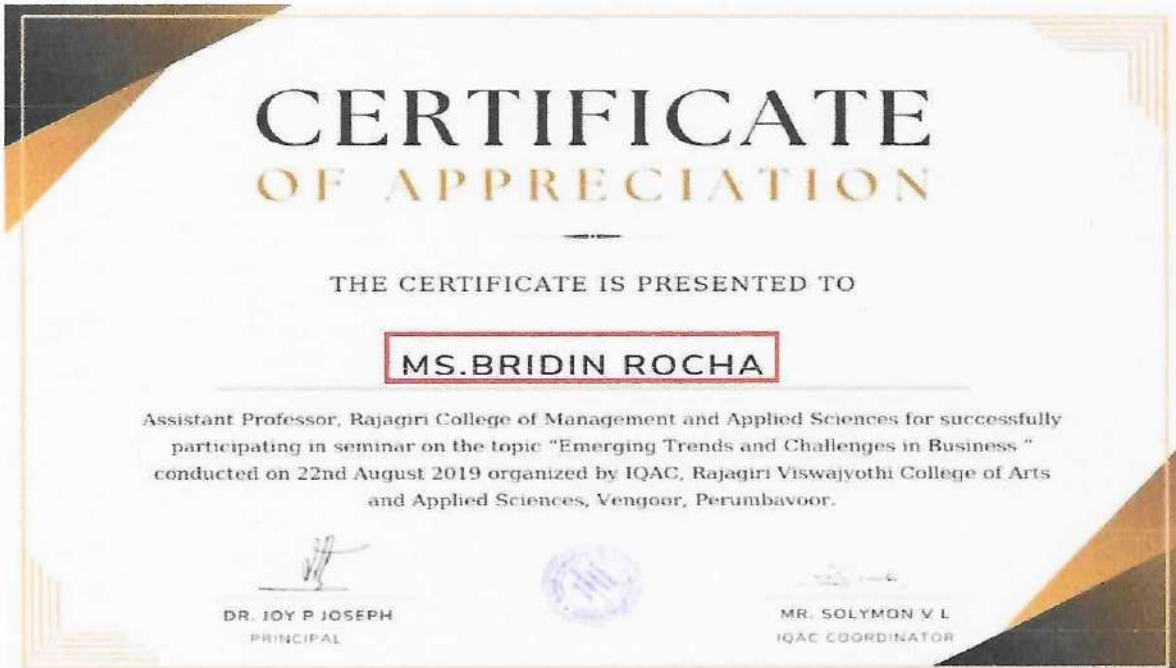 CERTIFICATE
OF APPRECIATION
THE CERTIFICATE IS PRESENTED TO
MS.BRIDIN ROCHA
Assistant Professor, Rajagiri College of Management and Applied Sciences for successfully
participating in seminar on the topic "Emerging Trends and Challenges in Business "
conducted on 22nd August 2019 organized by IQAC, Rajagiri Viswajyothi College of Arts
and Applied Sciences, Vengoor, Perumbavoor.
DR. JOY P JOSEPH
PRINCIPAL
MR. SOLYMON V L
IQAC COORDINATOR